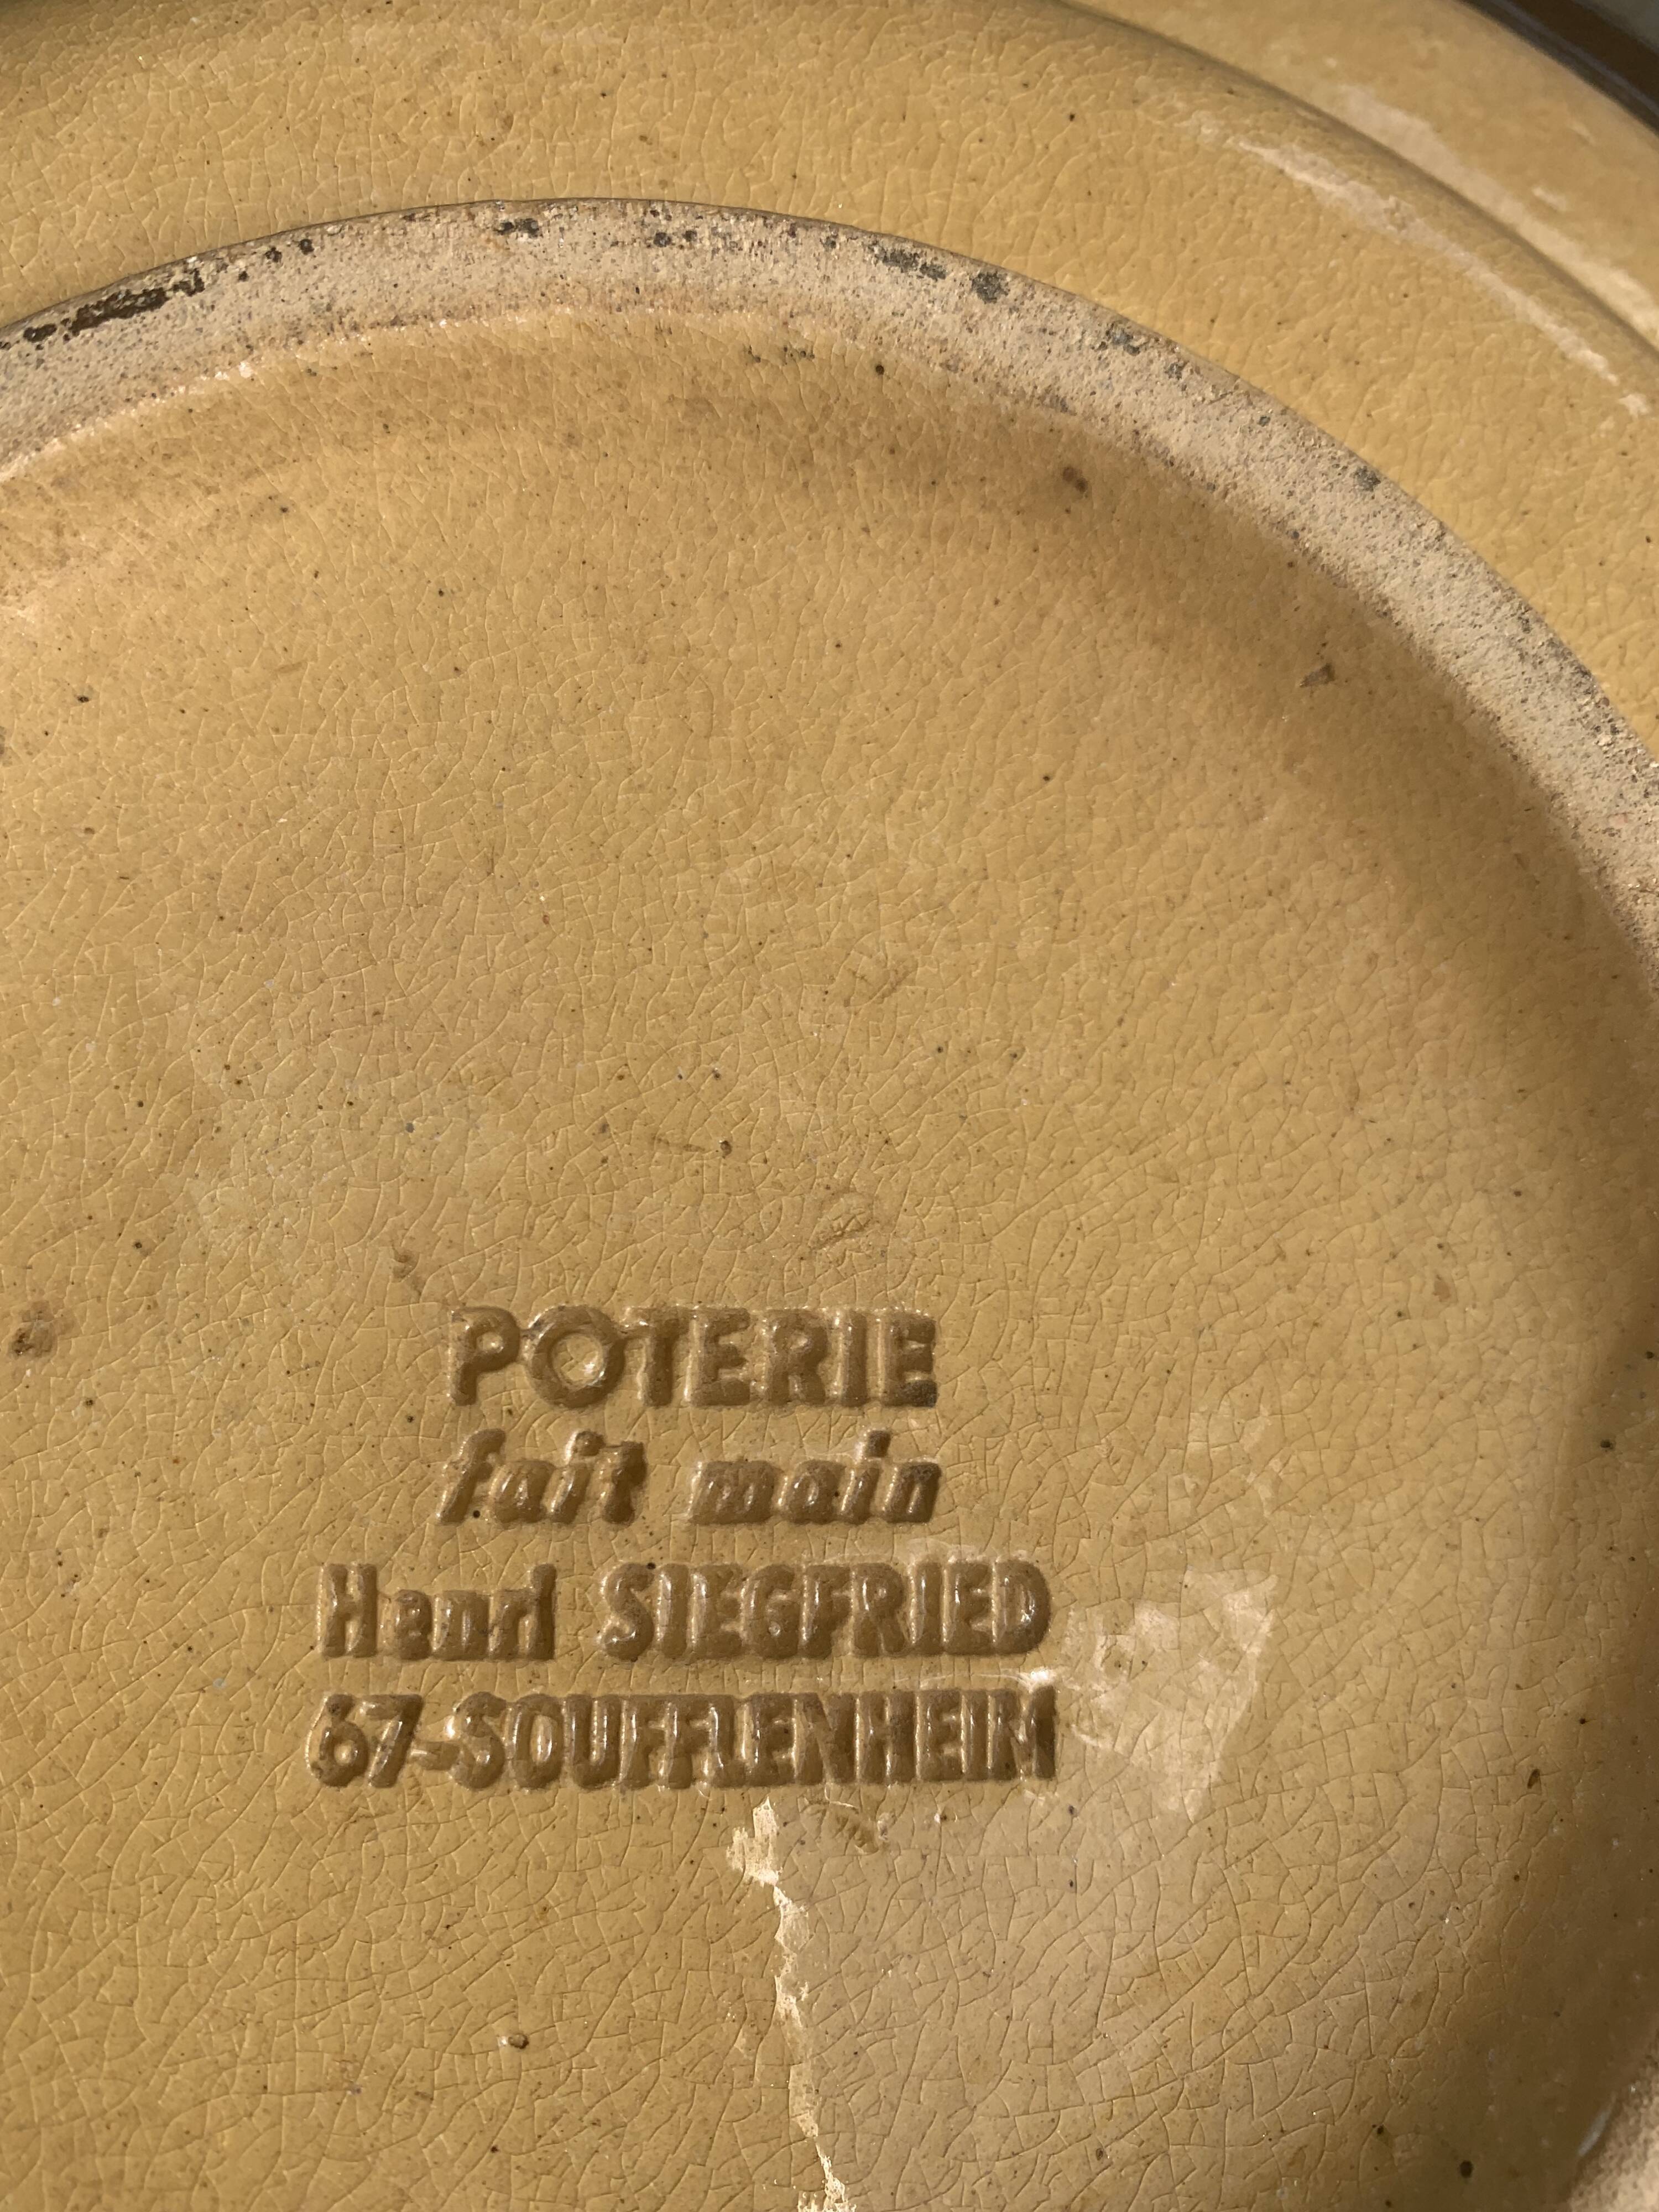 POTERIE
fait main
Henri SIEGFRIED
67-SOUFFLENHEIM